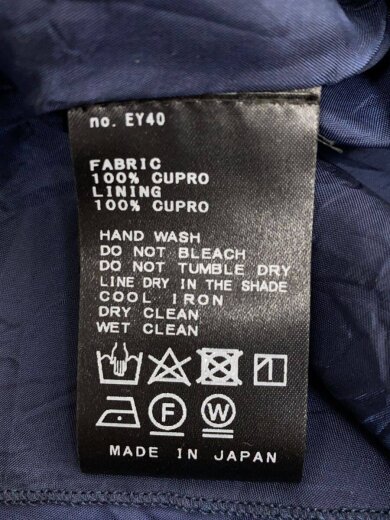 no. EY40
FABRIC
100% CUPRO
LINING
100% CUPRO
HAND WASH
DO NOT BLEACH
DO NOT TUMBLE DRY
LINE DRY IN THE SHADE
COOL IRON
DRY CLEAN
WET CLEAN
F W
MADE IN JAPAN